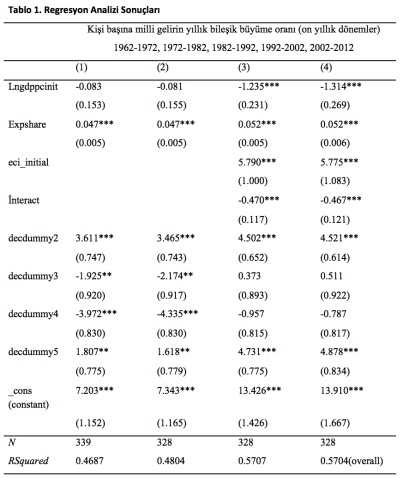 Tablo 1. Regresyon Analizi Sonuçları
Kişi başına milli gelirin yıllık bileşik büyüme oranı (on yıllık dönemler)
1962-1972, 1972-1982, 1982-1992, 1992-2002, 2002-2012
(1) (2) (3) (4)
Lngdppcinit -0.083 -0.081 -1.235*** -1.314***
(0.153) (0.155) (0.231) (0.269)
Expshare 0.047*** 0.047*** 0.052*** 0.052***
(0.005) (0.005) (0.005) (0.006)
eci_initial 5.790*** 5.775***
(1.000) (1.083)
İnteract -0.470*** -0.467***
(0.117) (0.121)
decdummy2 3.611*** 3.465*** 4.502*** 4.521***
(0.747) (0.743) (0.652) (0.614)
decdummy3 -1.925** -2.174** 0.373 0.511
(0.920) (0.917) (0.893) (0.922)
decdummy4 -3.972*** -4.335*** -0.957 -0.787
(0.830) (0.830) (0.815) (0.817)
decdummy5 1.807** 1.618** 4.731*** 4.878***
(0.775) (0.779) (0.775) (0.834)
_cons 7.203*** 7.343*** 13.426*** 13.910***
(constant)
(1.152) (1.165) (1.426) (1.667)
N 339 328 328 328
RSquared 0.4687 0.4804 0.5707 0.5704(overall)